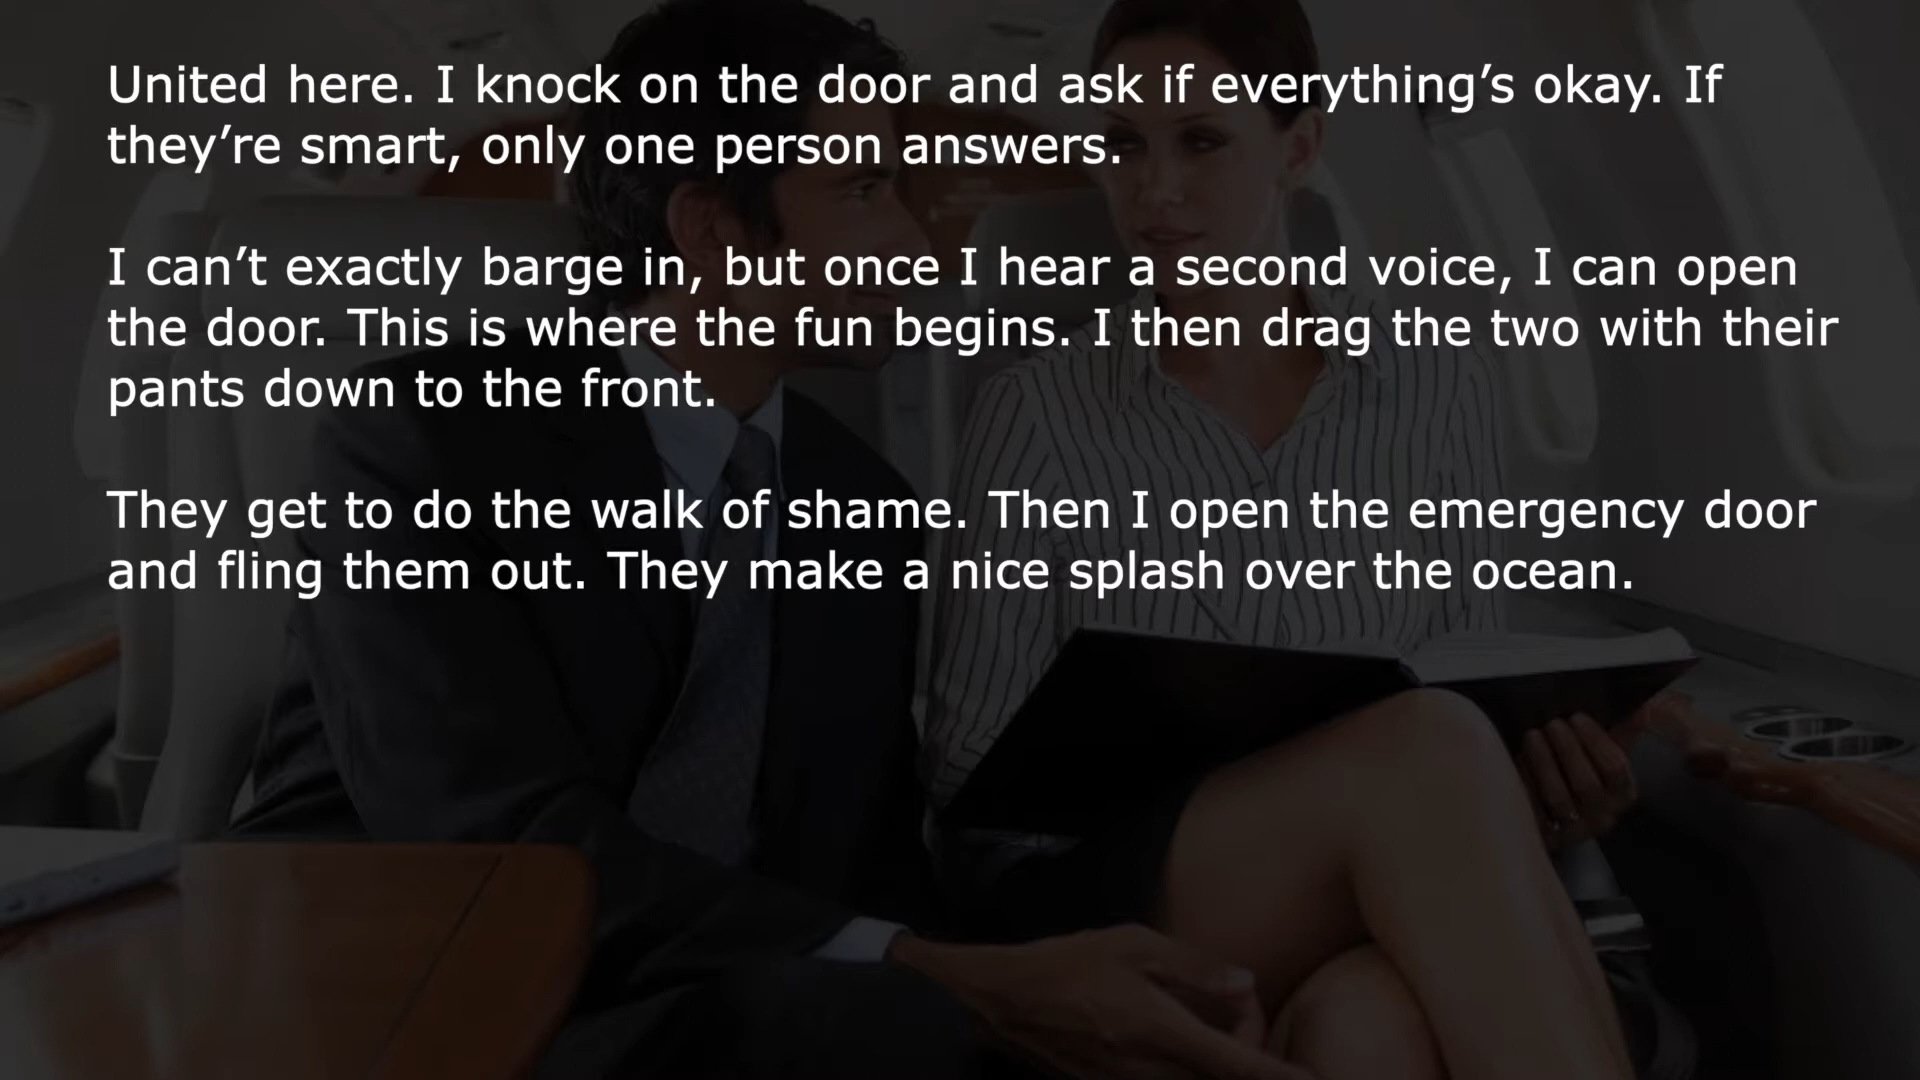 United here. I knock on the door and ask if everything’s okay. If
they’re smart, only one person answers.
I can’t exactly barge in, but once I hear a second voice, I can open
the door. This is where the fun begins. I then drag the two with their
pants down to the front.
They get to do the walk of shame. Then I open the emergency door
and fling them out. They make a nice splash over the ocean.